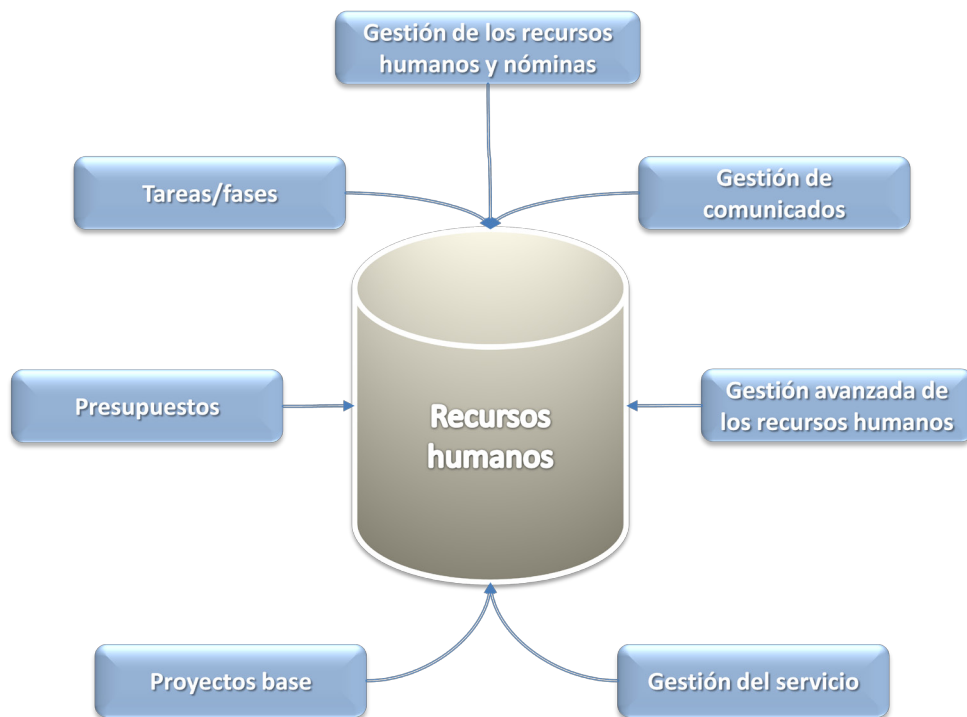 Gestión de los recursos
humanos y nóminas
Tareas/fases
Gestión de
comunicados
Presupuestos
Recursos
humanos
Gestión avanzada de
los recursos humanos
Proyectos base
Gestión del servicio